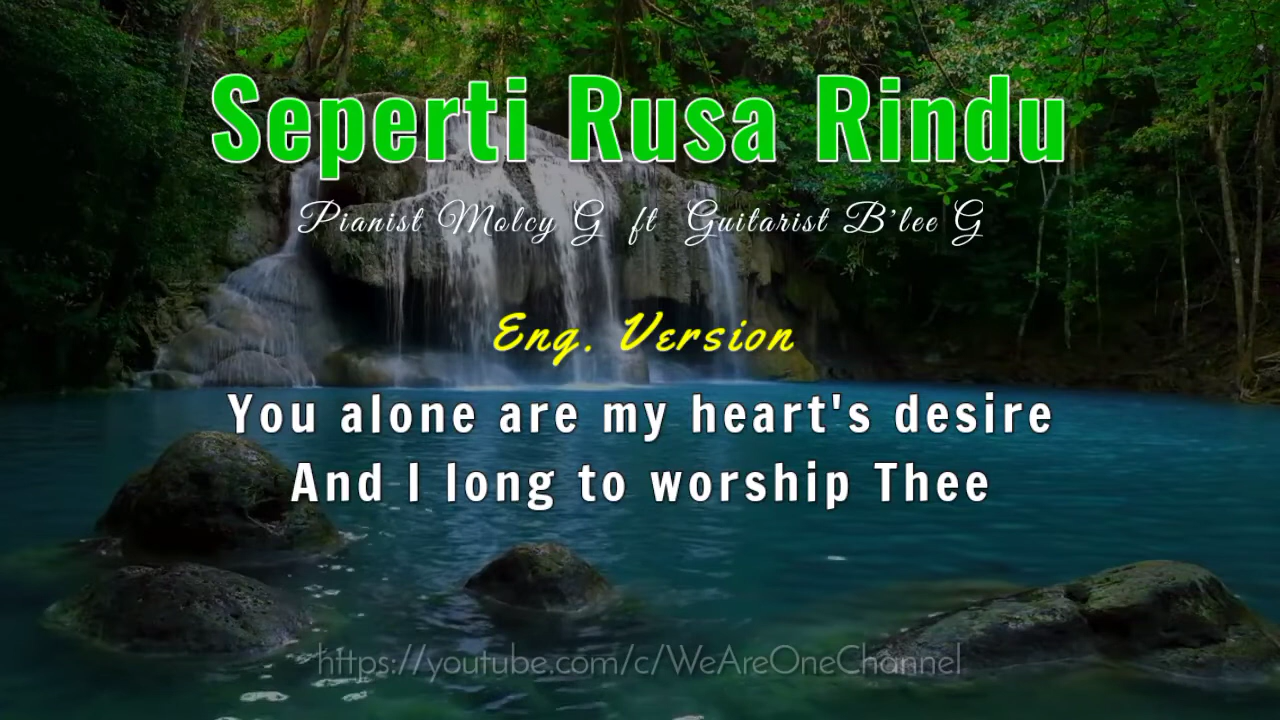 Seperti Rusa Rindu
Pianist Molcy G ft Guitarist B'lee G
Eng. Version
You alone are my heart's desire
And I long to worship Thee
https://youtube.com/c/WeAreOneChannel